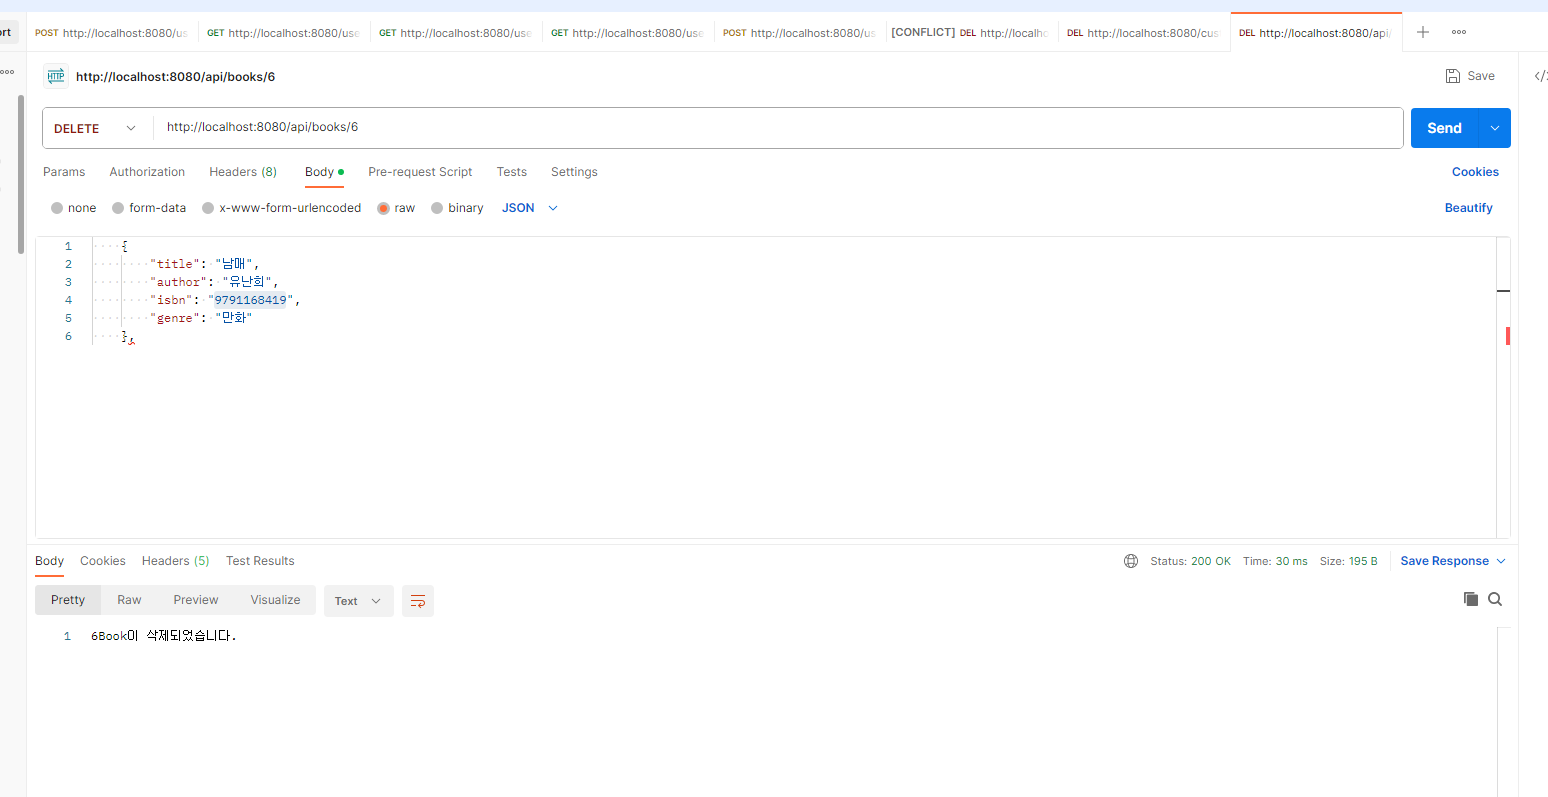 ort POST http://localhost:8080/us GET http://localhost:8080/use GET http://localhost:8080/use GET http://localhost:8080/use POST http://localhost:8080/us [CONFLICT] DEL http://localho DEL http://localhost:8080/cus DEL http://localhost:8080/api/
HTTP http://localhost:8080/api/books/6 Save </>
DELETE http://localhost:8080/api/books/6 Send
Params Authorization Headers (8) Body Pre-request Script Tests Settings Cookies
none form-data x-www-form-urlencoded raw binary JSON Beautify
1 {
2 "title": "남매",
3 "author": "유난희",
4 "isbn": "9791168419",
5 "genre": "만화"
6 },
Body Cookies Headers (5) Test Results Status: 200 OK Time: 30 ms Size: 195 B Save Response
Pretty Raw Preview Visualize Text
1 6Book이 삭제되었습니다.